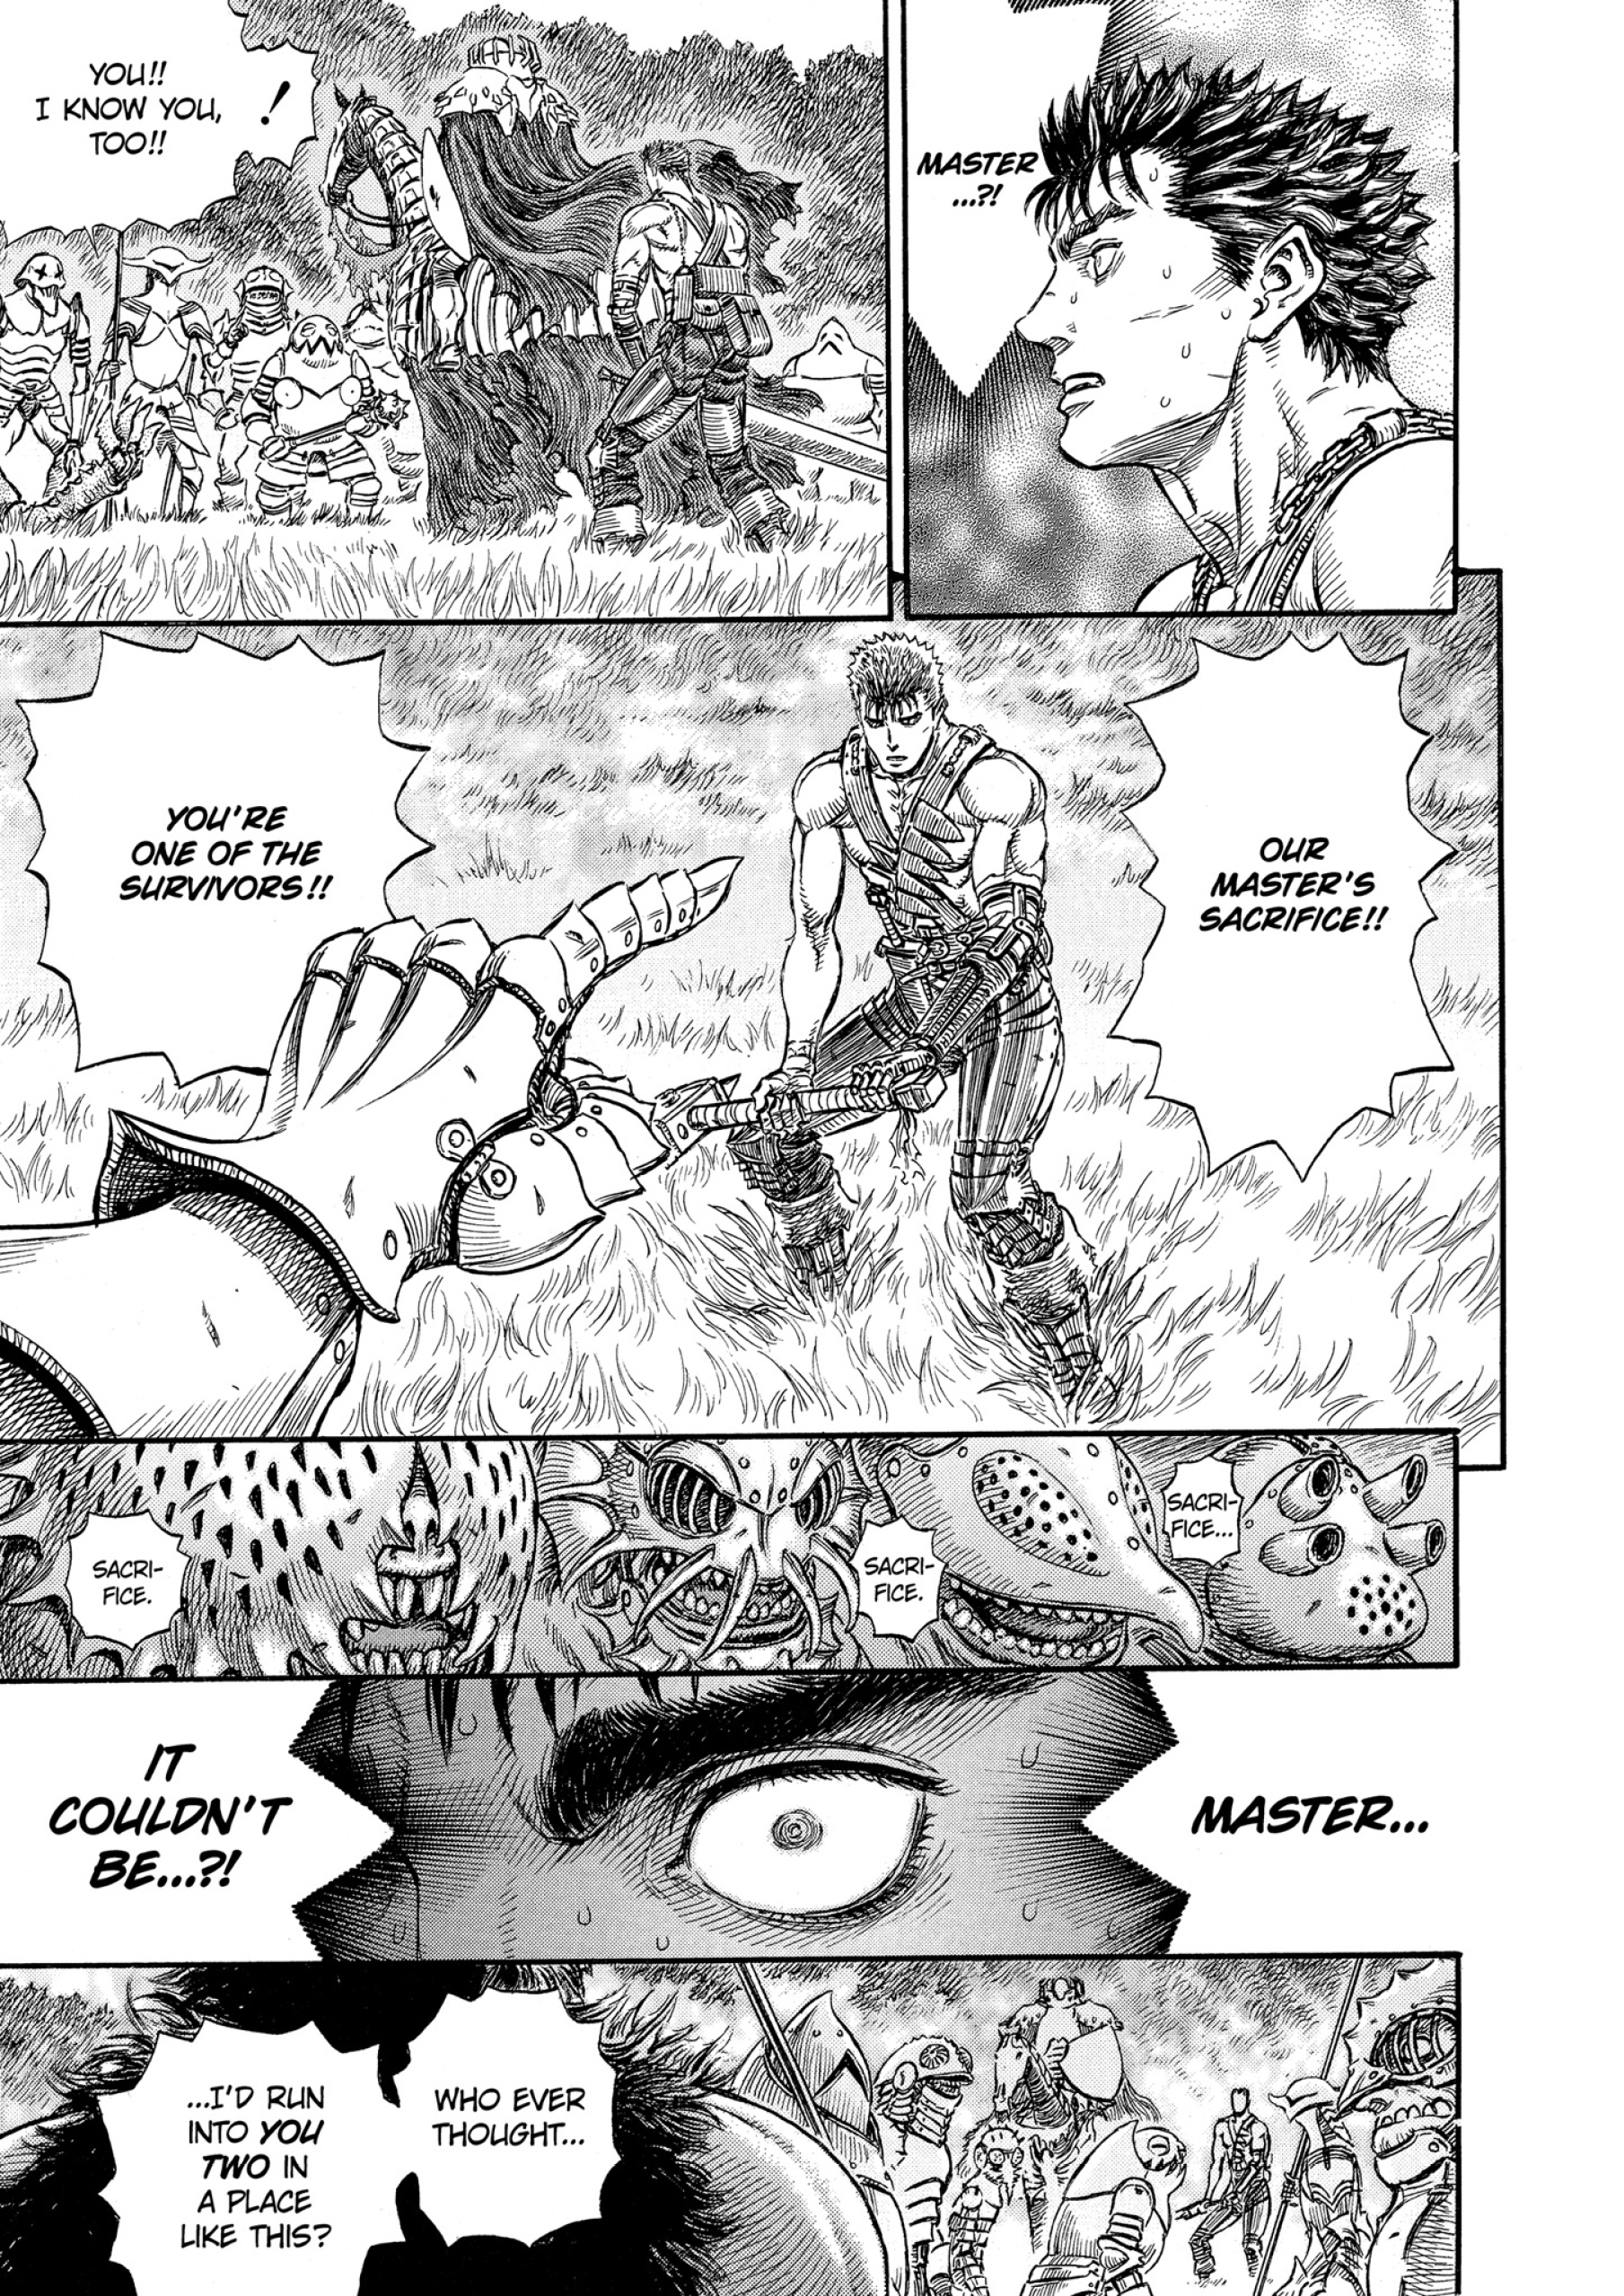 MASTER
...?!
!
YOU!!
I KNOW YOU,
TOO!!
OUR
MASTER'S
SACRIFICE!!
YOU'RE
ONE OF THE
SURVIVORS!!
SACRI-
FICE...
SACRI-
FICE.
SACRI-
FICE.
MASTER...
IT
COULDN'T
BE...?!
WHO EVER
THOUGHT...
...I'D RUN
INTO YOU
TWO IN
A PLACE
LIKE THIS?